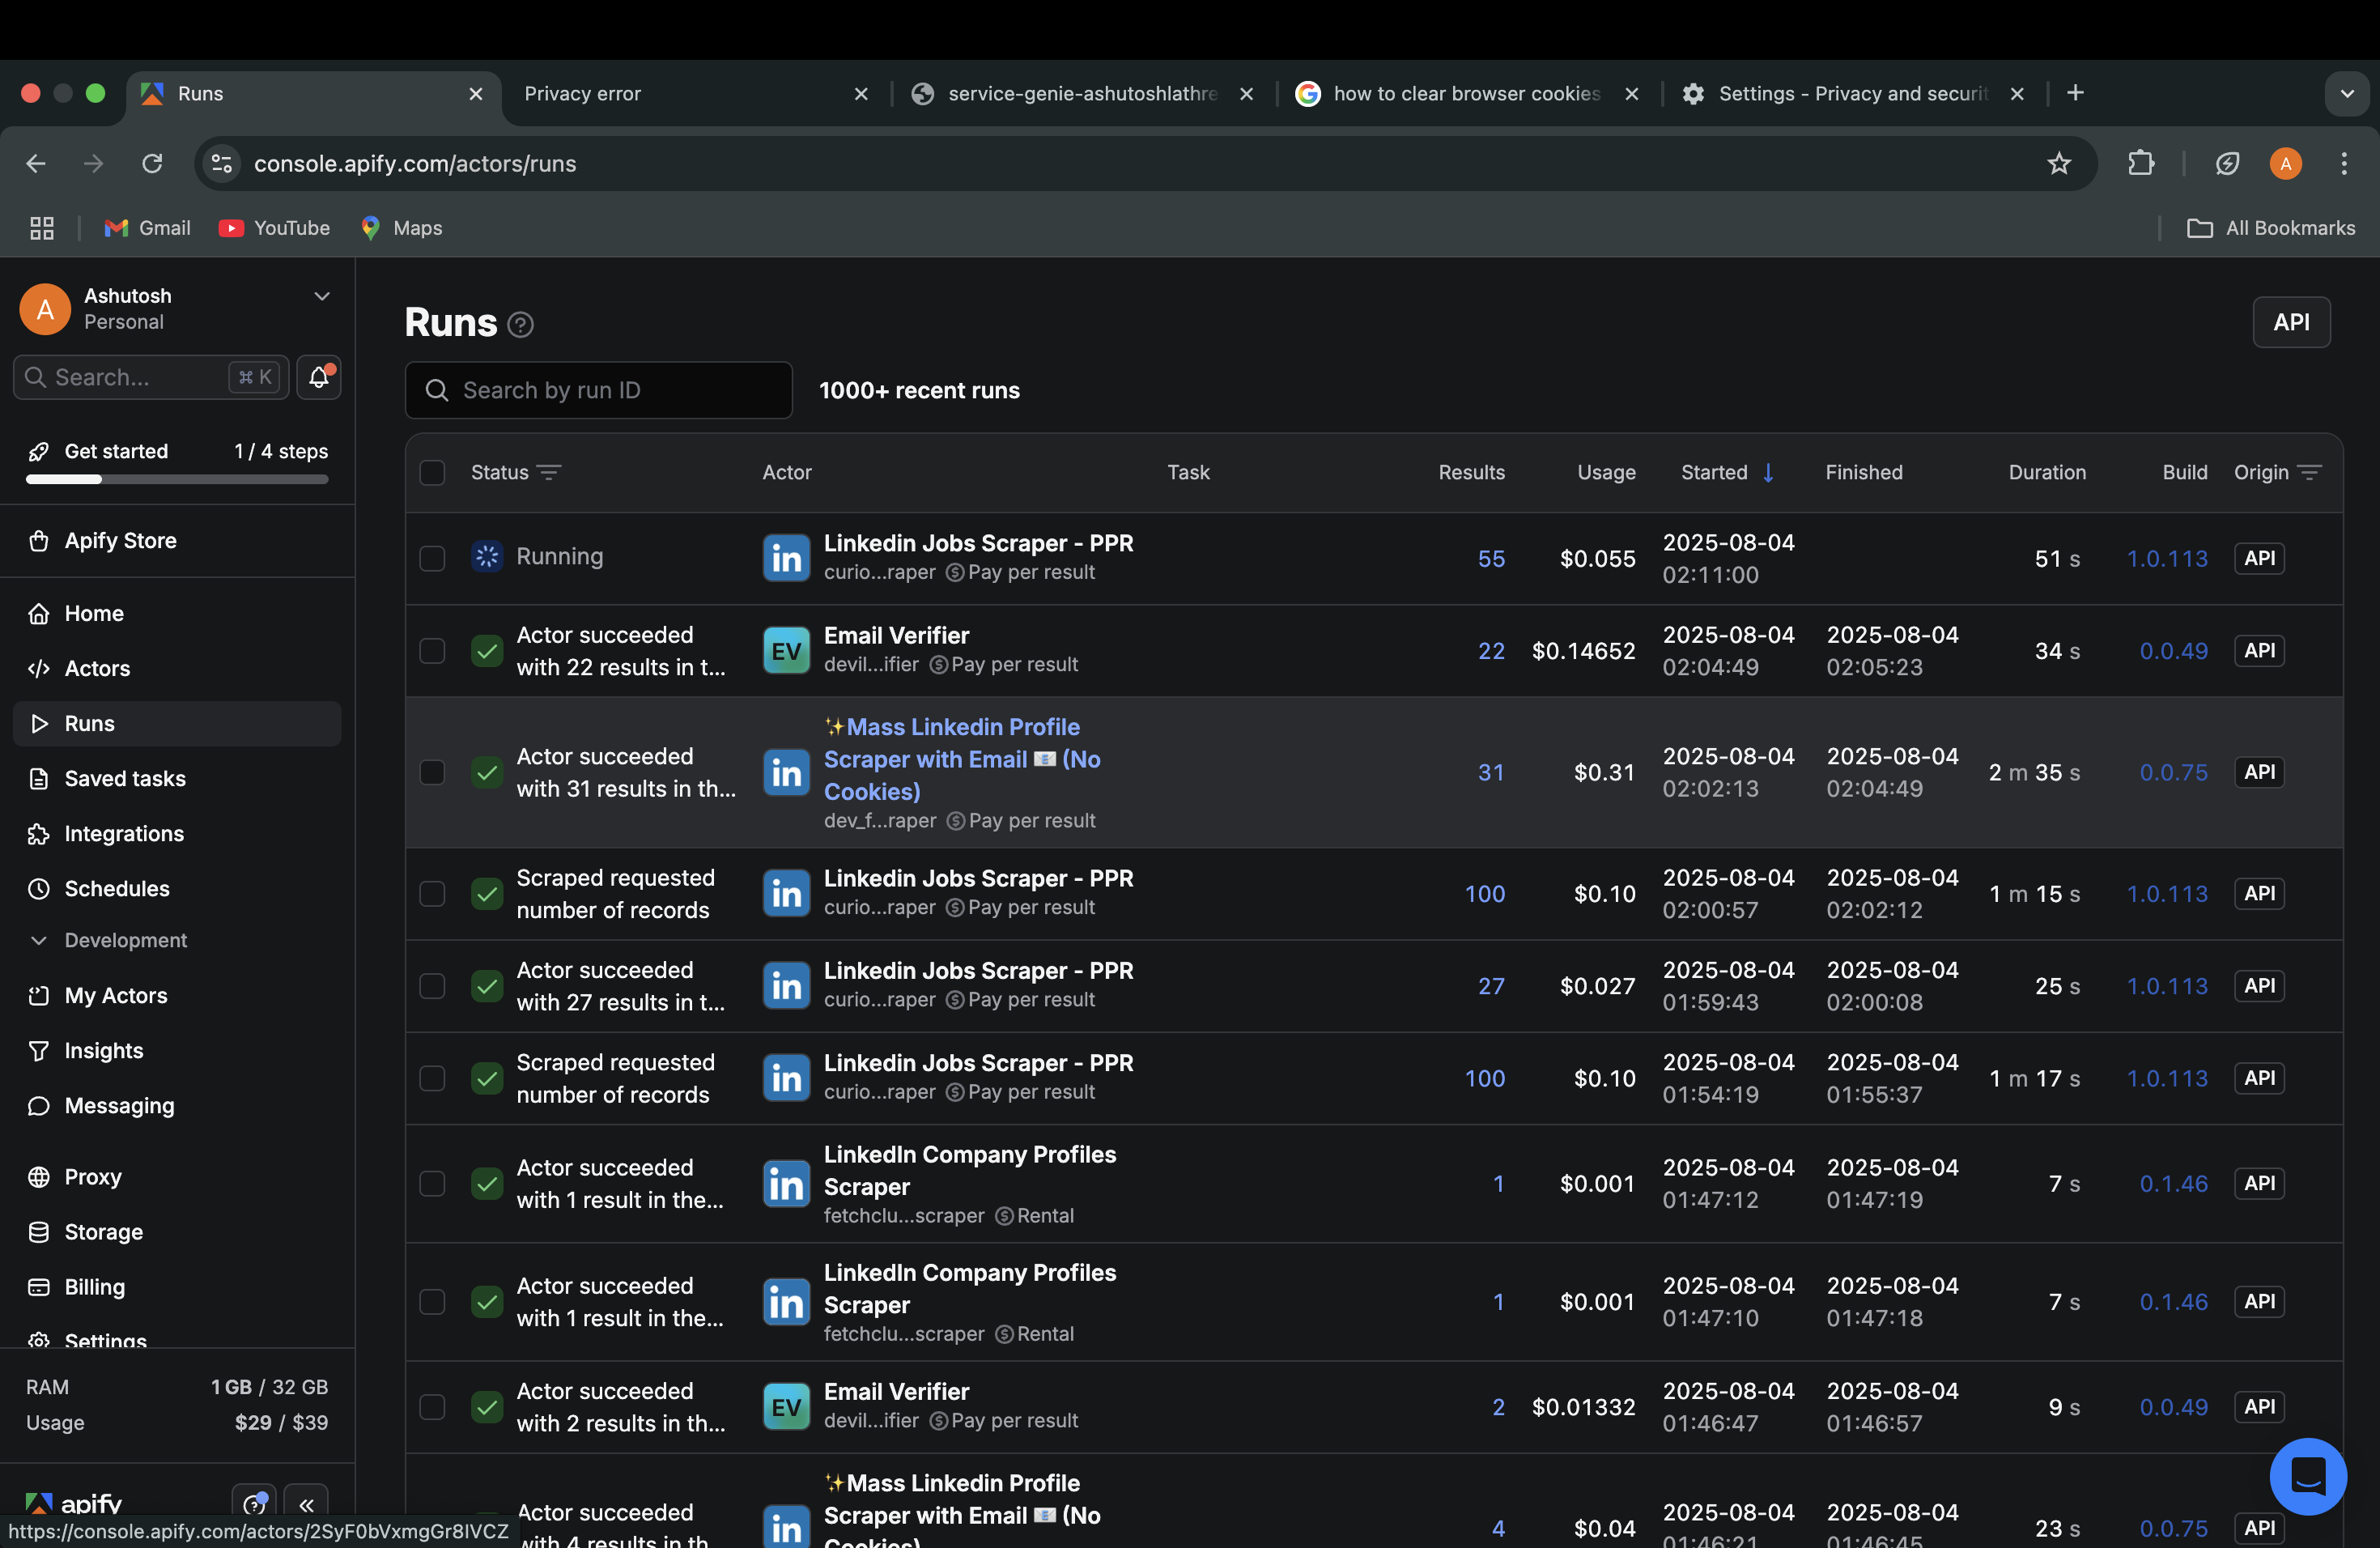 Runs
Privacy error
service-genie-ashutoshlathre
how to clear browser cookies
Settings - Privacy and securit
console.apify.com/actors/runs
A
Gmail
YouTube
Maps
All Bookmarks
A
Ashutosh
Personal
Search...
⌘ K
Get started
1 / 4 steps
Apify Store
Home
Actors
Runs
Saved tasks
Integrations
Schedules
Development
My Actors
Insights
Messaging
Proxy
Storage
Billing
Settings
RAM
1 GB / 32 GB
Usage
$29 / $39
apify
https://console.apify.com/actors/2SyF0bVxmgGr8IVCZ
Runs
API
Search by run ID
1000+ recent runs
Status Actor Task Results Usage Started Finished Duration Build Origin
Running
Linkedin Jobs Scraper - PPR
curio...raper Pay per result
55 $0.055
2025-08-04
02:11:00
51 s 1.0.113 API
Actor succeeded
with 22 results in t...
EV
Email Verifier
devil...ifier Pay per result
22 $0.14652
2025-08-04
02:04:49
2025-08-04
02:05:23
34 s 0.0.49 API
Actor succeeded
with 31 results in th...
✨Mass Linkedin Profile
Scraper with Email 📧 (No
Cookies)
dev_f...raper Pay per result
31 $0.31
2025-08-04
02:02:13
2025-08-04
02:04:49
2 m 35 s 0.0.75 API
Scraped requested
number of records
Linkedin Jobs Scraper - PPR
curio...raper Pay per result
100 $0.10
2025-08-04
02:00:57
2025-08-04
02:02:12
1 m 15 s 1.0.113 API
Actor succeeded
with 27 results in t...
Linkedin Jobs Scraper - PPR
curio...raper Pay per result
27 $0.027
2025-08-04
01:59:43
2025-08-04
02:00:08
25 s 1.0.113 API
Scraped requested
number of records
Linkedin Jobs Scraper - PPR
curio...raper Pay per result
100 $0.10
2025-08-04
01:54:19
2025-08-04
01:55:37
1 m 17 s 1.0.113 API
Actor succeeded
with 1 result in the...
LinkedIn Company Profiles
Scraper
fetchclu...scraper Rental
1 $0.001
2025-08-04
01:47:12
2025-08-04
01:47:19
7 s 0.1.46 API
Actor succeeded
with 1 result in the...
LinkedIn Company Profiles
Scraper
fetchclu...scraper Rental
1 $0.001
2025-08-04
01:47:10
2025-08-04
01:47:18
7 s 0.1.46 API
Actor succeeded
with 2 results in th...
EV
Email Verifier
devil...ifier Pay per result
2 $0.01332
2025-08-04
01:46:47
2025-08-04
01:46:57
9 s 0.0.49 API
Actor succeeded
with 4 results in th
✨Mass Linkedin Profile
Scraper with Email 📧 (No
Cookies)
4 $0.04
2025-08-04
01:46:21
2025-08-04
01:46:45
23 s 0.0.75 API